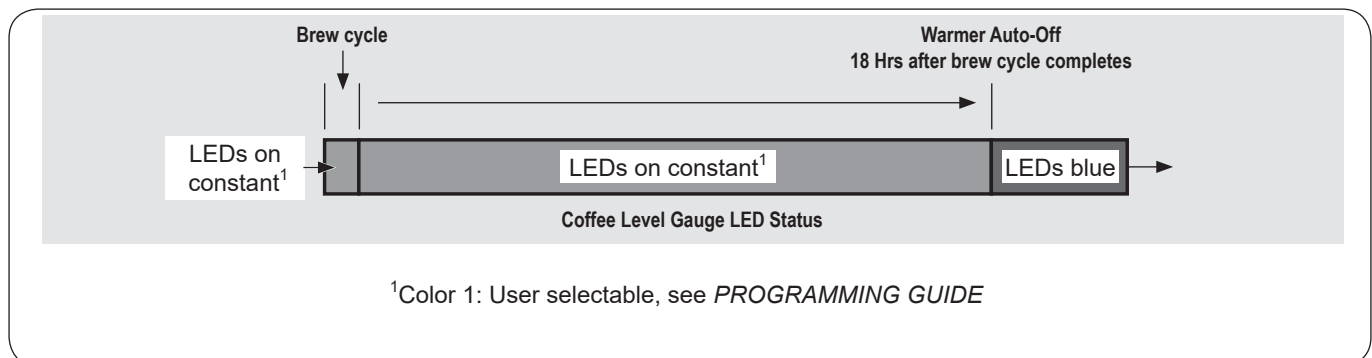 Brew cycle
Warmer Auto-Off
18 Hrs after brew cycle completes
LEDs on
constant¹
LEDs on constant¹
LEDs blue
Coffee Level Gauge LED Status
¹Color 1: User selectable, see PROGRAMMING GUIDE